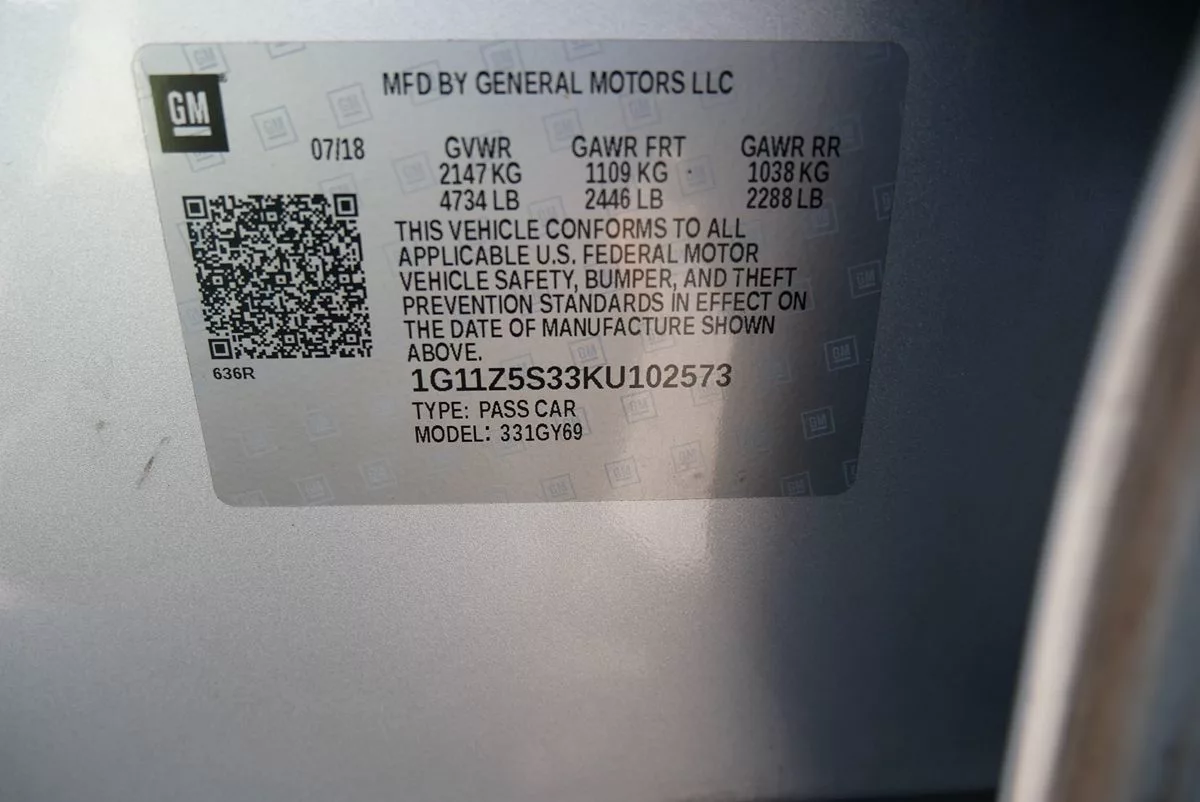 GM
MFD BY GENERAL MOTORS LLC
07/18
GVWR GAWR FRT GAWR RR
2147 KG 1109 KG 1038 KG
4734 LB 2446 LB 2288 LB
THIS VEHICLE CONFORMS TO ALL
APPLICABLE U.S. FEDERAL MOTOR
VEHICLE SAFETY, BUMPER, AND THEFT
PREVENTION STANDARDS IN EFFECT ON
THE DATE OF MANUFACTURE SHOWN
ABOVE.
636R
1G11Z5S33KU102573
TYPE: PASS CAR
MODEL: 331GY69